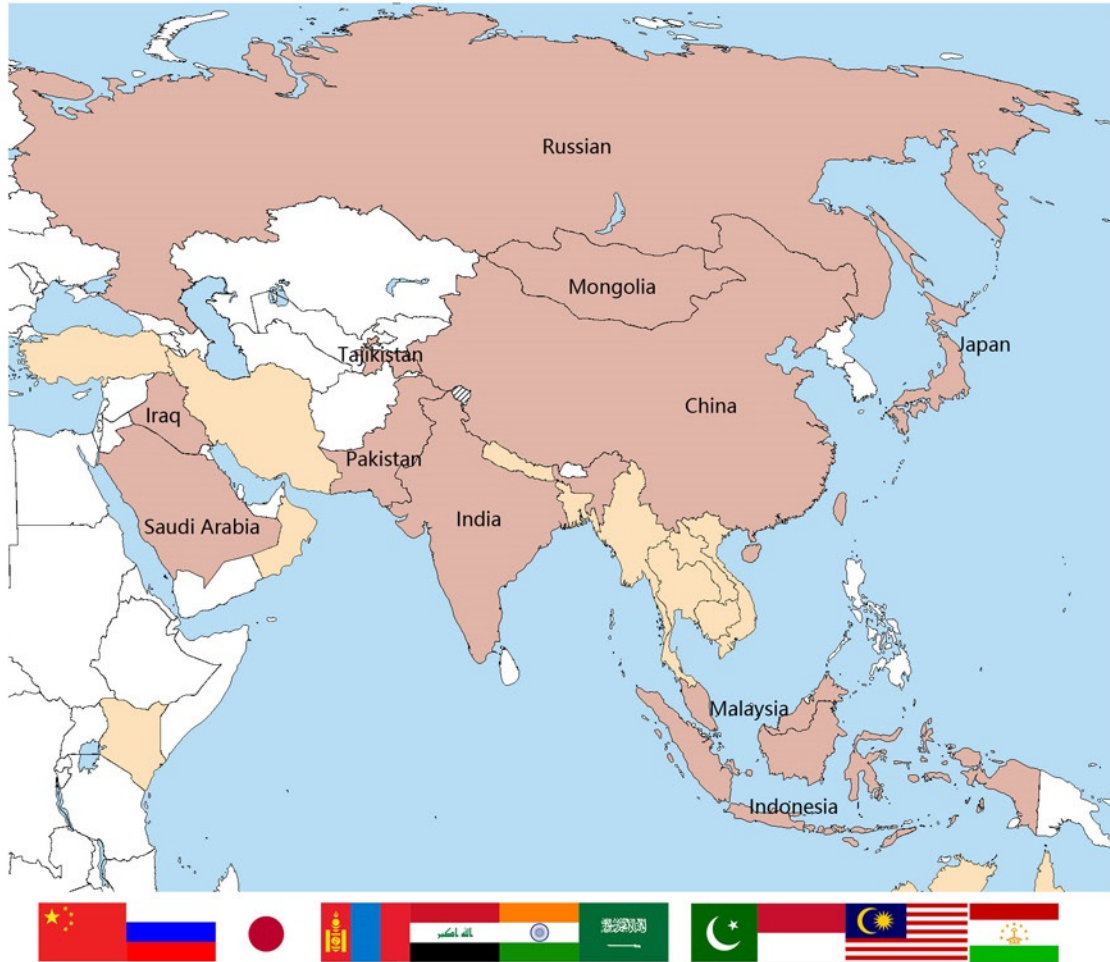 Russian
Mongolia
Tajikistan
Japan
Iraq
China
Pakistan
Saudi Arabia
India
Malaysia
Indonesia